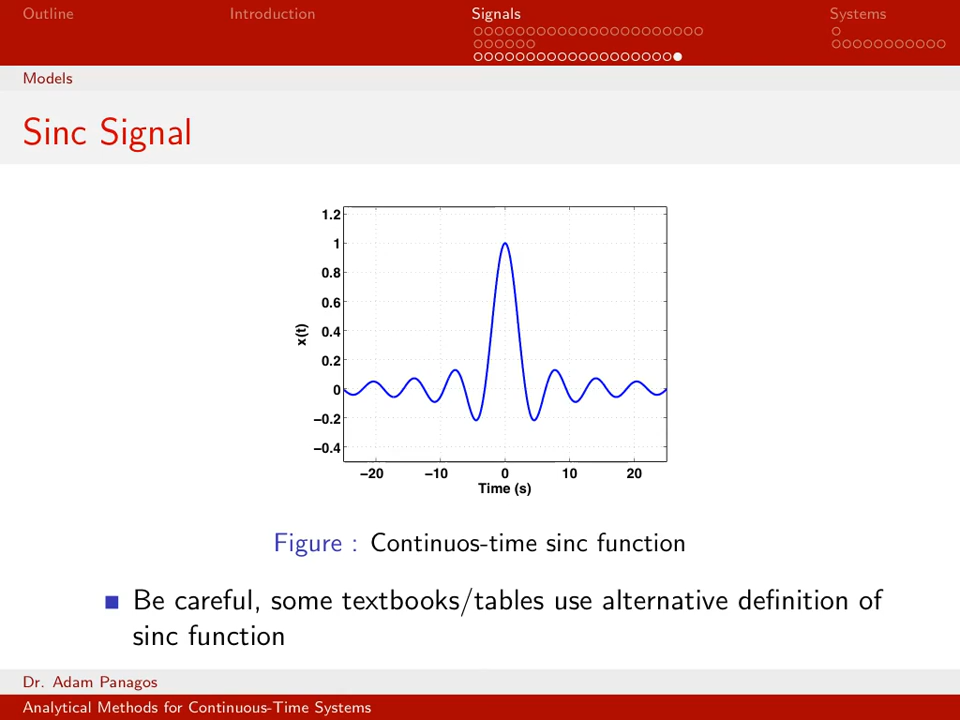 Outline Introduction Signals Systems
Models
Sinc Signal
1.2
1
0.8
0.6
0.4
0.2
0
−0.2
−0.4
x(t)
−20 −10 0 10 20
Time (s)
Figure : Continuos-time sinc function
Be careful, some textbooks/tables use alternative definition of
sinc function
Dr. Adam Panagos
Analytical Methods for Continuous-Time Systems